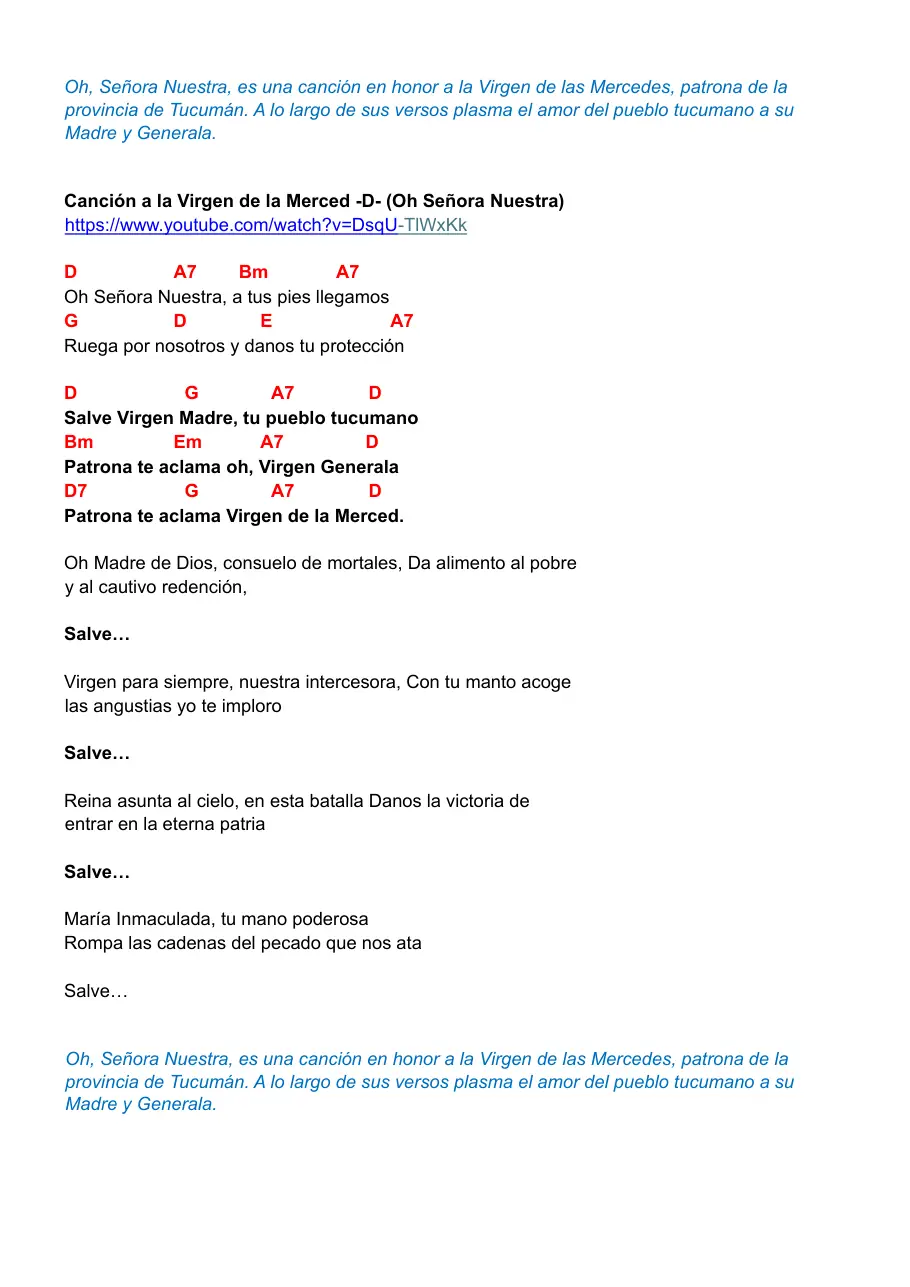 Oh, Señora Nuestra, es una canción en honor a la Virgen de las Mercedes, patrona de la
provincia de Tucumán. A lo largo de sus versos plasma el amor del pueblo tucumano a su
Madre y Generala.
Canción a la Virgen de la Merced -D- (Oh Señora Nuestra)
https://www.youtube.com/watch?v=DsqU-TlWxKk
D A7 Bm A7
Oh Señora Nuestra, a tus pies llegamos
G D E A7
Ruega por nosotros y danos tu protección
D G A7 D
Salve Virgen Madre, tu pueblo tucumano
Bm Em A7 D
Patrona te aclama oh, Virgen Generala
D7 G A7 D
Patrona te aclama Virgen de la Merced.
Oh Madre de Dios, consuelo de mortales, Da alimento al pobre
y al cautivo redención,
Salve…
Virgen para siempre, nuestra intercesora, Con tu manto acoge
las angustias yo te imploro
Salve…
Reina asunta al cielo, en esta batalla Danos la victoria de
entrar en la eterna patria
Salve…
María Inmaculada, tu mano poderosa
Rompa las cadenas del pecado que nos ata
Salve…
Oh, Señora Nuestra, es una canción en honor a la Virgen de las Mercedes, patrona de la
provincia de Tucumán. A lo largo de sus versos plasma el amor del pueblo tucumano a su
Madre y Generala.